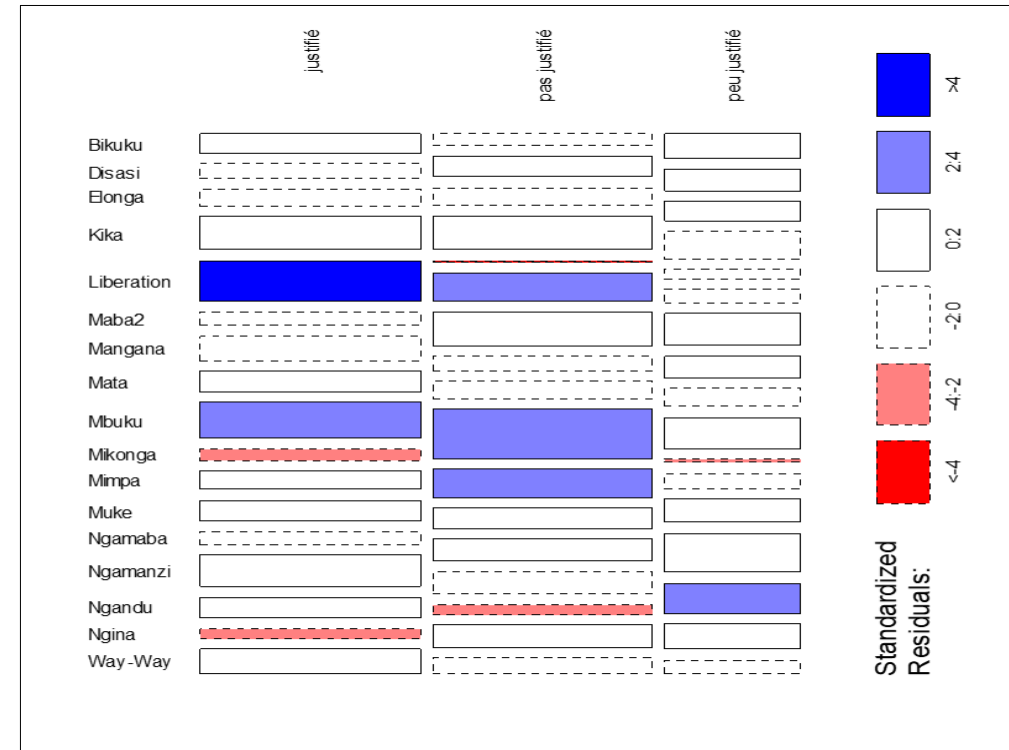 justifié
pas justifié
peu justifié
Bikuku
Disasi
Elonga
Kika
Liberation
Maba2
Mangana
Mata
Mbuku
Mikonga
Mimpa
Muke
Ngamaba
Ngamanzi
Ngandu
Ngina
Way-Way
>4
2:4
0:2
-2:0
-4:-2
<-4
Standardized
Residuals: